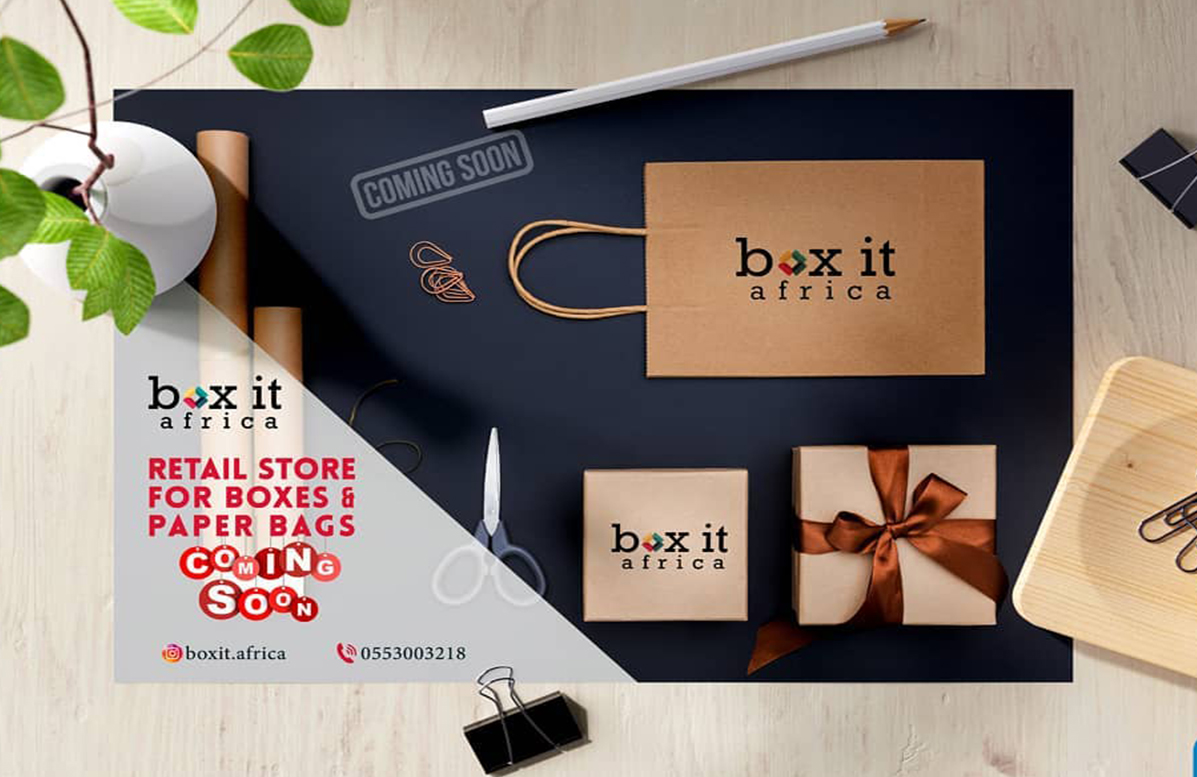 COMING SOON
box it
africa
box it
africa
RETAIL STORE
FOR BOXES &
PAPER BAGS
COMING
SOON
box it
africa
boxit.africa
0553003218